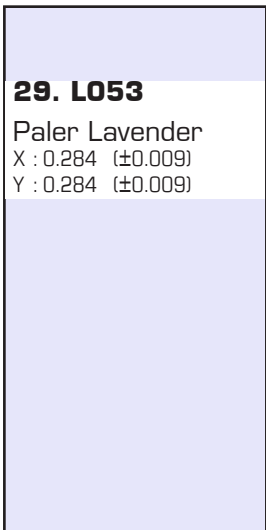 29. L053
Paler Lavender
X : 0.284 (±0.009)
Y : 0.284 (±0.009)